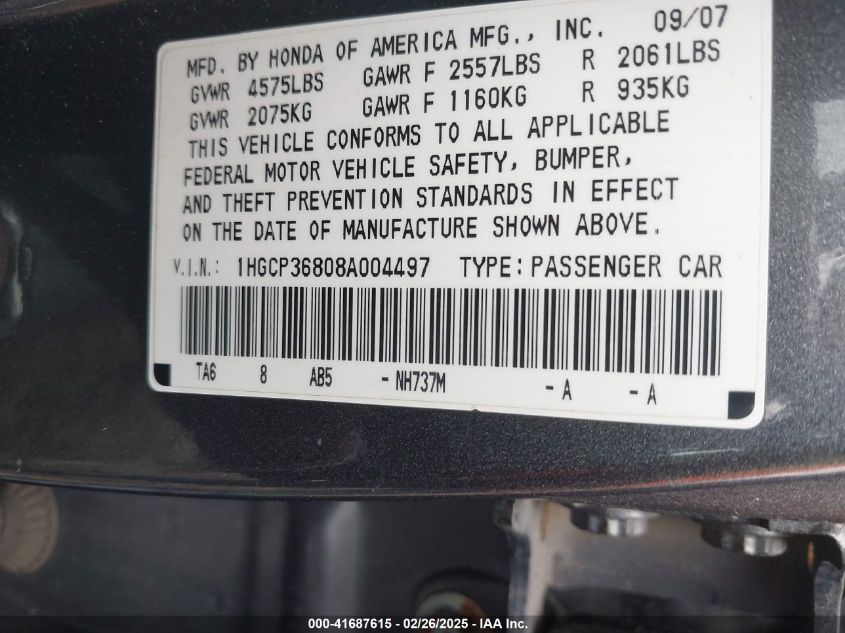 MFD. BY HONDA OF AMERICA MFG., INC. 09/07
GVWR 4575LBS GAWR F 2557LBS R 2061LBS
GVWR 2075KG GAWR F 1160KG R 935KG
THIS VEHICLE CONFORMS TO ALL APPLICABLE
FEDERAL MOTOR VEHICLE SAFETY, BUMPER,
AND THEFT PREVENTION STANDARDS IN EFFECT
ON THE DATE OF MANUFACTURE SHOWN ABOVE.
V.I.N.: 1HGCP36808A004497 TYPE: PASSENGER CAR
TA6 8 AB5 - NH737M - A - A
000-41687615 - 02/26/2025 - IAA Inc.